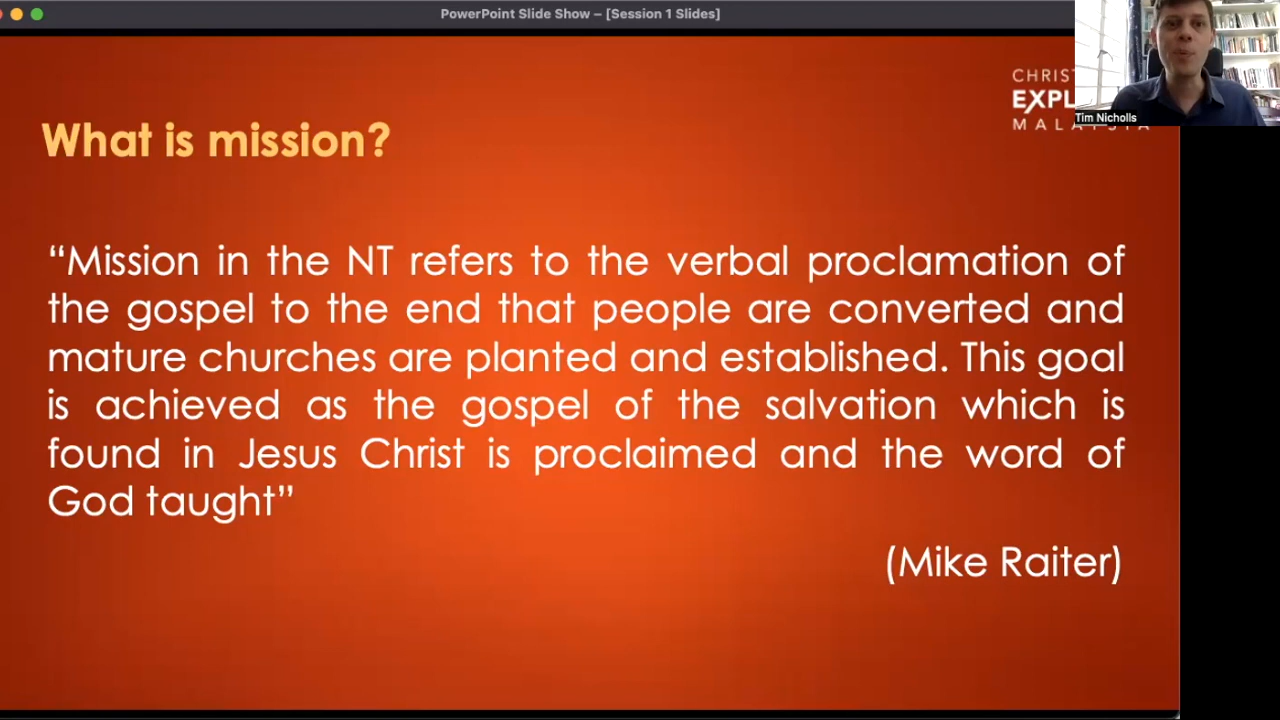 PowerPoint Slide Show – [Session 1 Slides]
CHRIST
EXPL
MALAYSIA
Tim Nicholls
What is mission?
“Mission in the NT refers to the verbal proclamation of
the gospel to the end that people are converted and
mature churches are planted and established. This goal
is achieved as the gospel of the salvation which is
found in Jesus Christ is proclaimed and the word of
God taught”
(Mike Raiter)